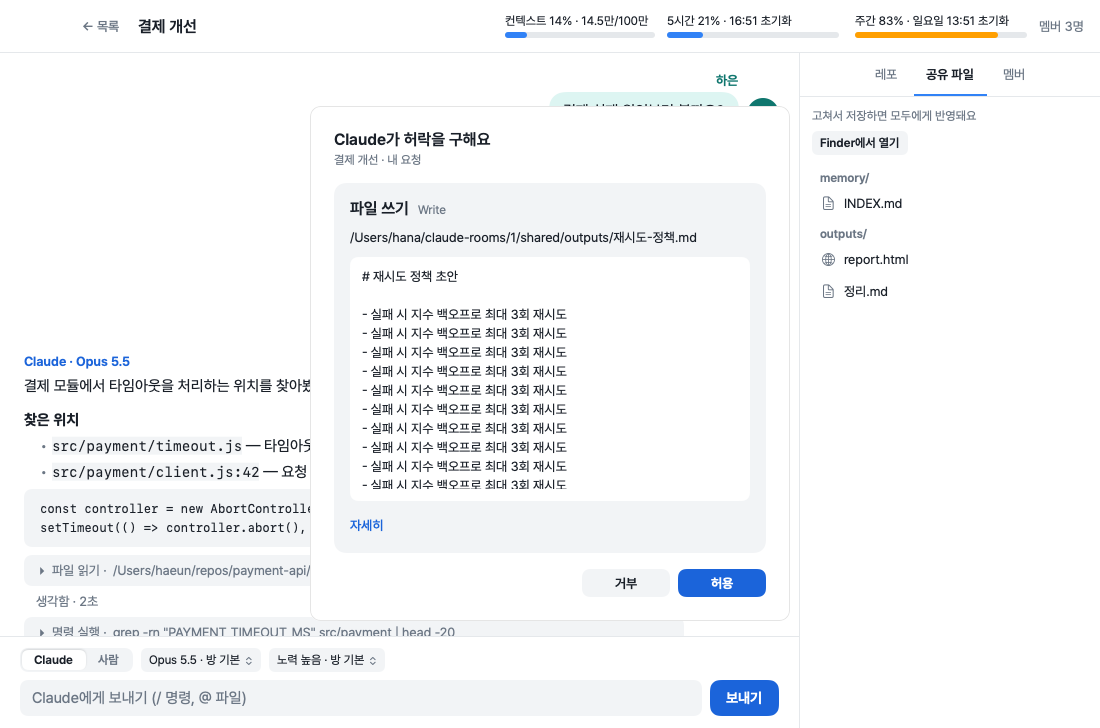 ← 목록
결제 개선
컨텍스트 14% · 14.5만/100만
5시간 21% · 16:51 초기화
주간 83% · 일요일 13:51 초기화
멤버 3명
레포
공유 파일
멤버
고쳐서 저장하면 모두에게 반영돼요
Finder에서 열기
memory/
INDEX.md
outputs/
report.html
정리.md
하은
Claude가 허락을 구해요
결제 개선 · 내 요청
파일 쓰기 Write
/Users/hana/claude-rooms/1/shared/outputs/재시도-정책.md
# 재시도 정책 초안
- 실패 시 지수 백오프로 최대 3회 재시도
- 실패 시 지수 백오프로 최대 3회 재시도
- 실패 시 지수 백오프로 최대 3회 재시도
- 실패 시 지수 백오프로 최대 3회 재시도
- 실패 시 지수 백오프로 최대 3회 재시도
- 실패 시 지수 백오프로 최대 3회 재시도
- 실패 시 지수 백오프로 최대 3회 재시도
- 실패 시 지수 백오프로 최대 3회 재시도
- 실패 시 지수 백오프로 최대 3회 재시도
- 실패 시 지수 백오프로 최대 3회 재시도
자세히
거부
허용
Claude · Opus 5.5
결제 모듈에서 타임아웃을 처리하는 위치를
찾은 위치
• src/payment/timeout.js — 타임아웃
• src/payment/client.js:42 — 요청
const controller = new
setTimeout(() => controller.abort(),
파일 읽기 · /Users/haeun/repos/payment-api/
생각함 · 2초
명령 실행 · grep -rn "PAYMENT_TIMEOUT_MS" src/payment | head -20
Claude
사람
Opus 5.5 · 방 기본
노력 높음 · 방 기본
Claude에게 보내기 (/ 명령, @ 파일)
보내기